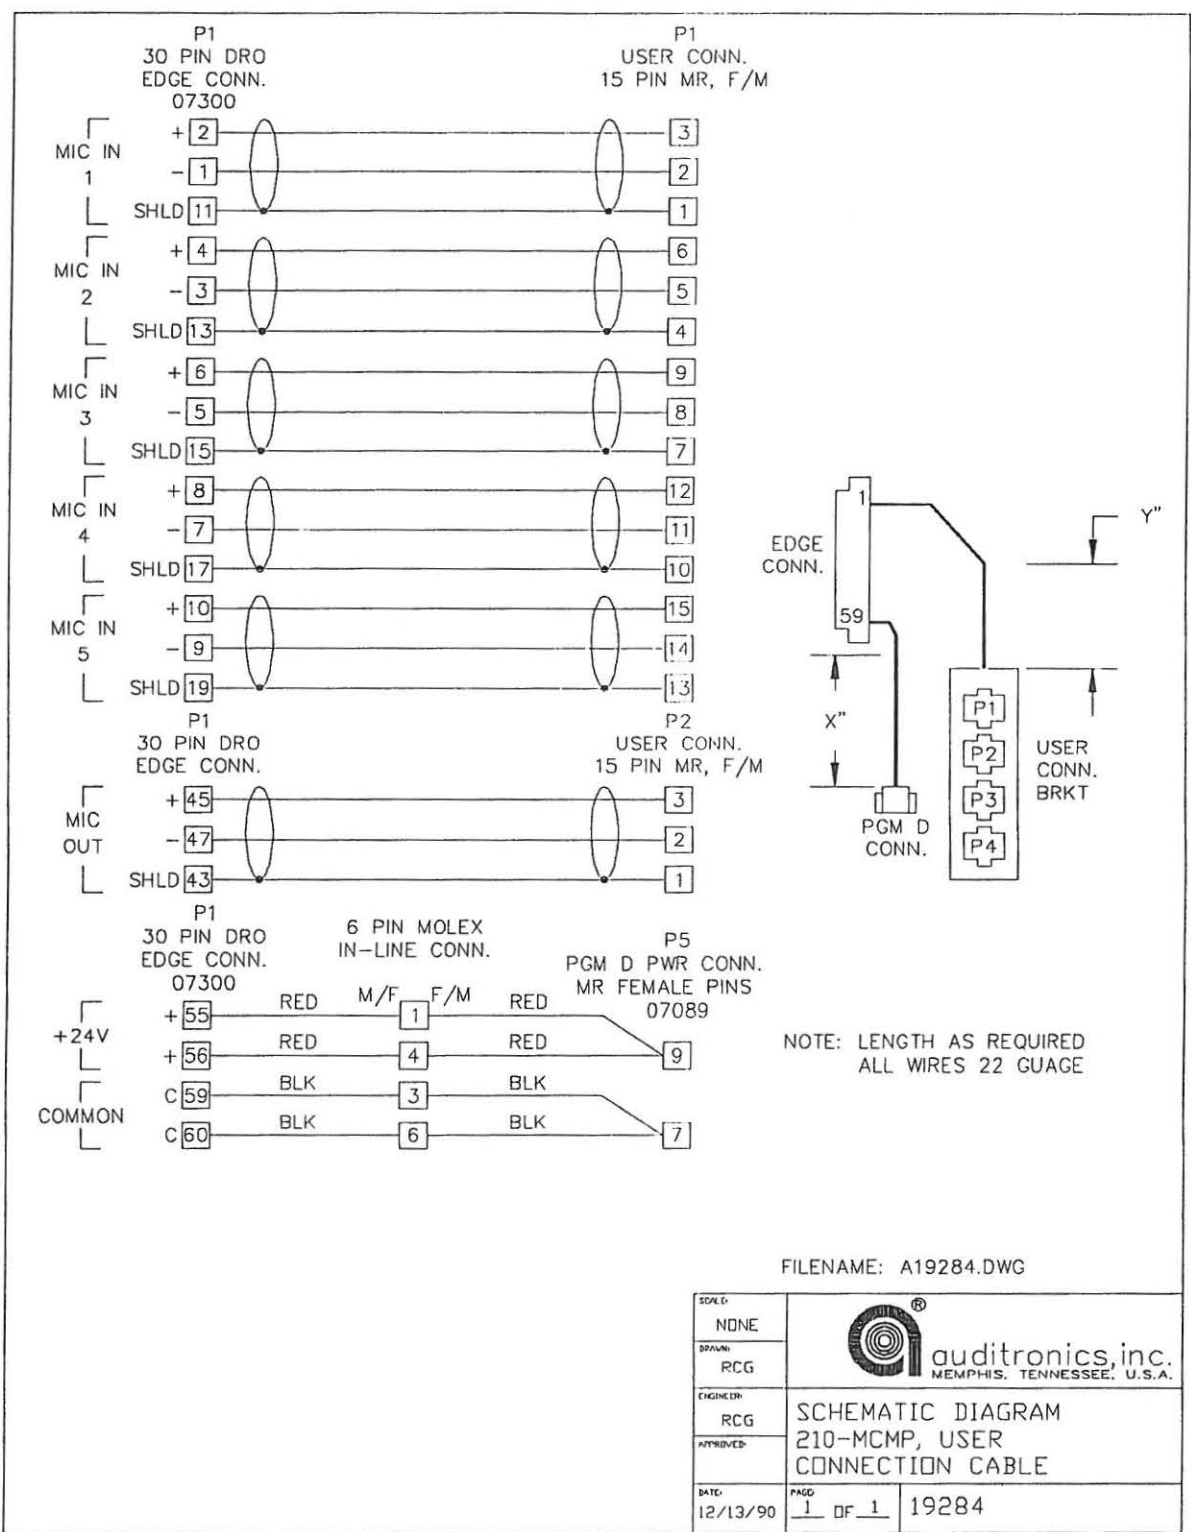 P1
30 PIN DRO
EDGE CONN.
07300
P1
USER CONN.
15 PIN MR, F/M
MIC IN
1
+ 2 3
- 1 2
SHLD 11 1
MIC IN
2
+ 4 6
- 3 5
SHLD 13 4
MIC IN
3
+ 6 9
- 5 8
SHLD 15 7
MIC IN
4
+ 8 12
- 7 11
SHLD 17 10
MIC IN
5
+ 10 15
- 9 14
SHLD 19 13
P1
30 PIN DRO
EDGE CONN.
P2
USER CONN.
15 PIN MR, F/M
MIC
OUT
+ 45 3
- 47 2
SHLD 43 1
P1
30 PIN DRO
EDGE CONN.
07300
6 PIN MOLEX
IN-LINE CONN.
P5
PGM D PWR CONN.
MR FEMALE PINS
07089
M/F F/M
+24V
+ 55 RED 1 RED
+ 56 RED 4 RED 9
COMMON
C 59 BLK 3 BLK
C 60 BLK 6 BLK 7
EDGE
CONN.
1
59
Y"
X"
PGM D
CONN.
P1
P2
P3
P4
USER
CONN.
BRKT
NOTE: LENGTH AS REQUIRED
ALL WIRES 22 GUAGE
FILENAME: A19284.DWG
SCALE:
NONE
DRAWN:
RCG
ENGINEER:
RCG
APPROVED:
DATE:
12/13/90
®
auditronics, inc.
MEMPHIS, TENNESSEE, U.S.A.
SCHEMATIC DIAGRAM
210-MCMP, USER
CONNECTION CABLE
PAGE:
1 OF 1
19284